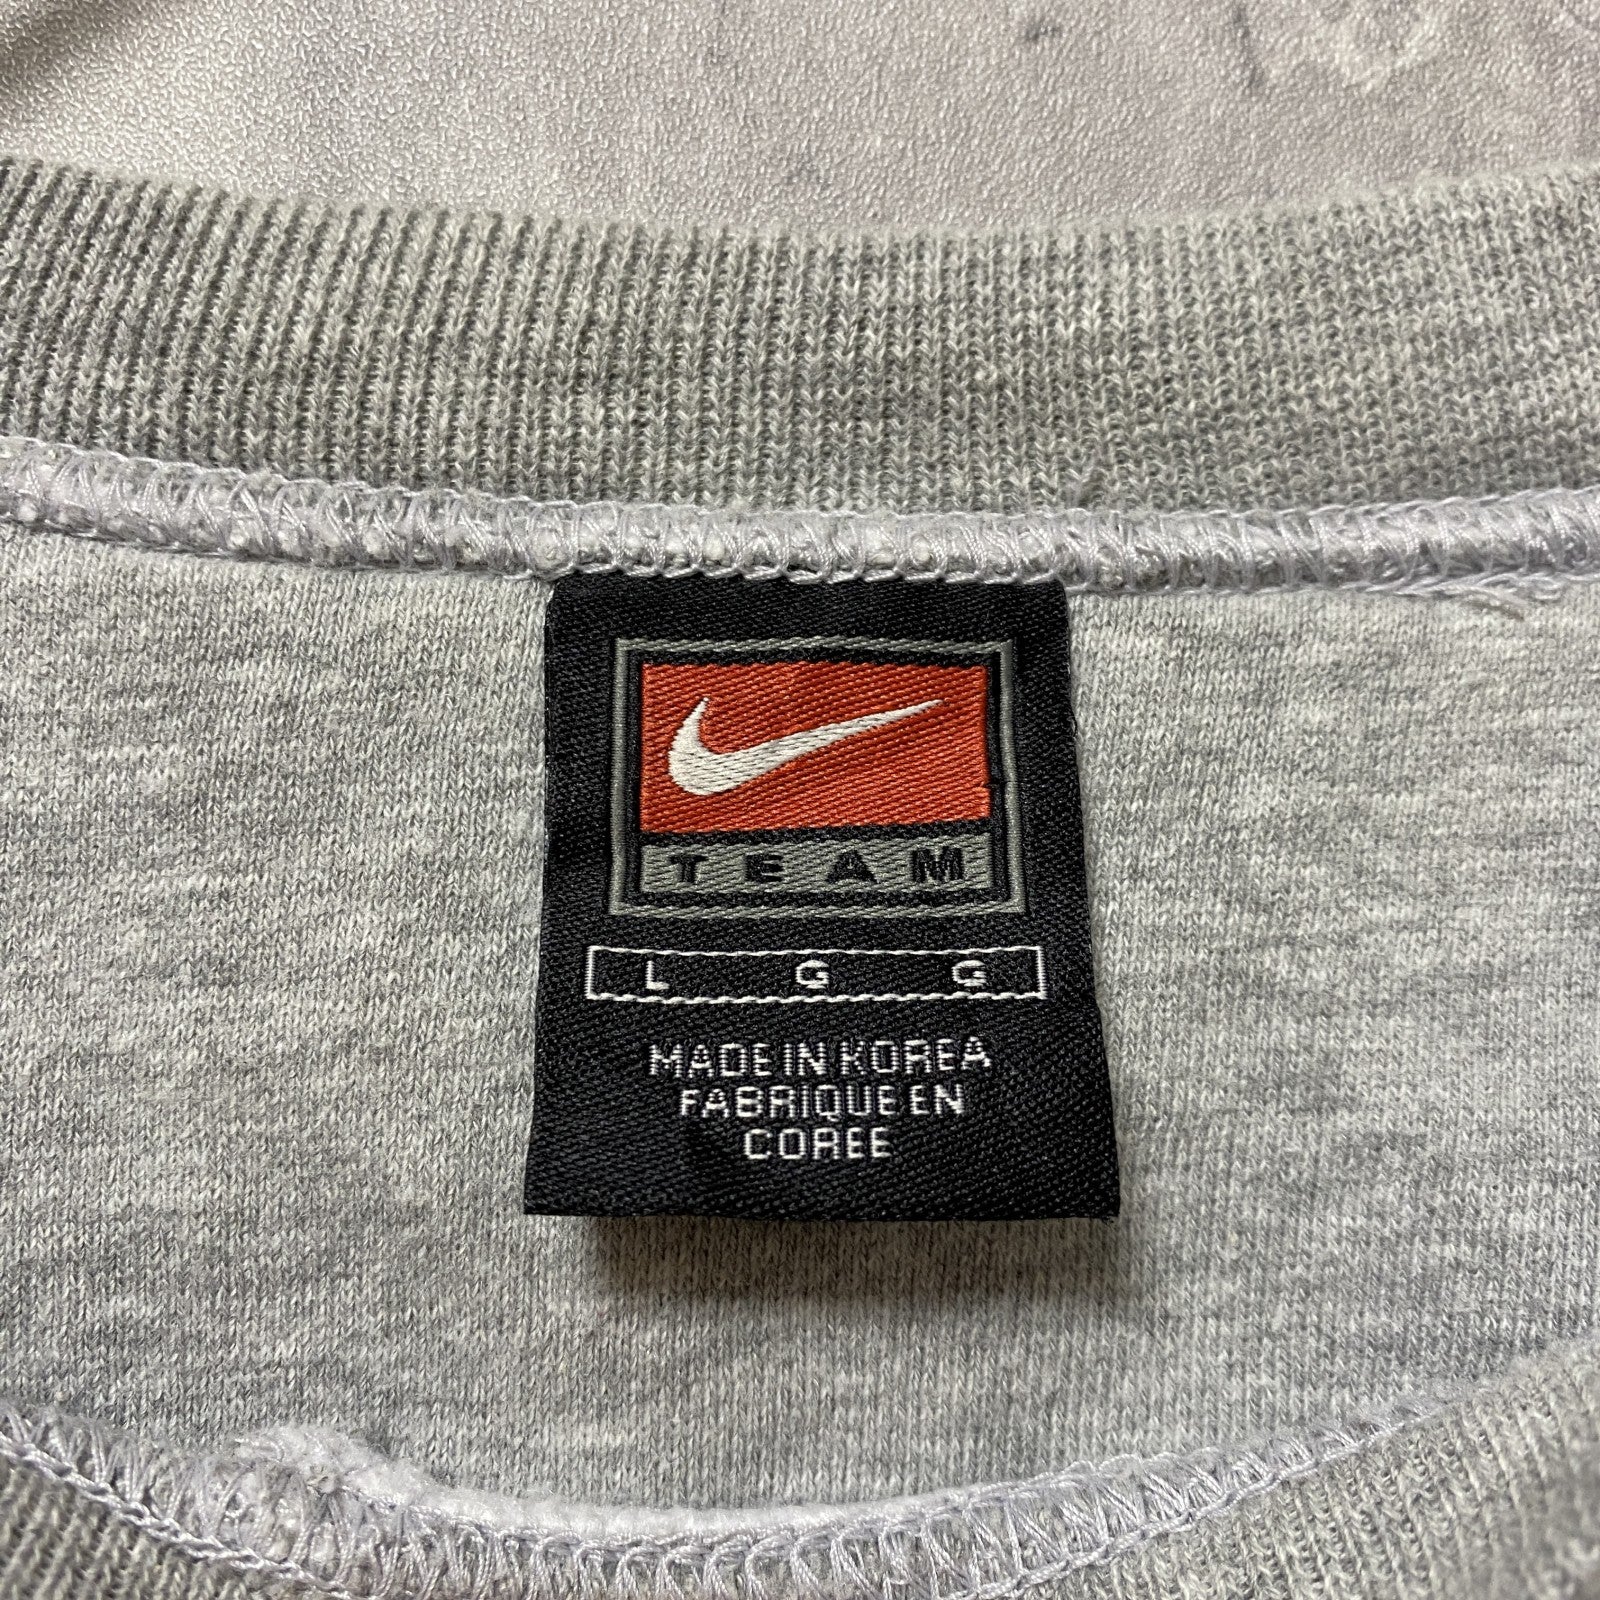 TEAM
L G G
MADE IN KOREA
FABRIQUE EN
COREE